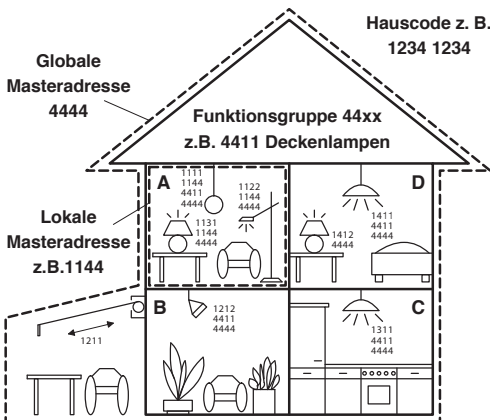 Hauscode z. B.
1234 1234
Globale
Masteradresse
4444
Funktionsgruppe 44xx
z.B. 4411 Deckenlampen
A
1111
1144
4411
4444
1122
1144
4444
1131
1144
4444
D
1411
4411
4444
1412
4444
Lokale
Masteradresse
z.B.1144
1211
B
1212
4411
4444
C
1311
4411
4444